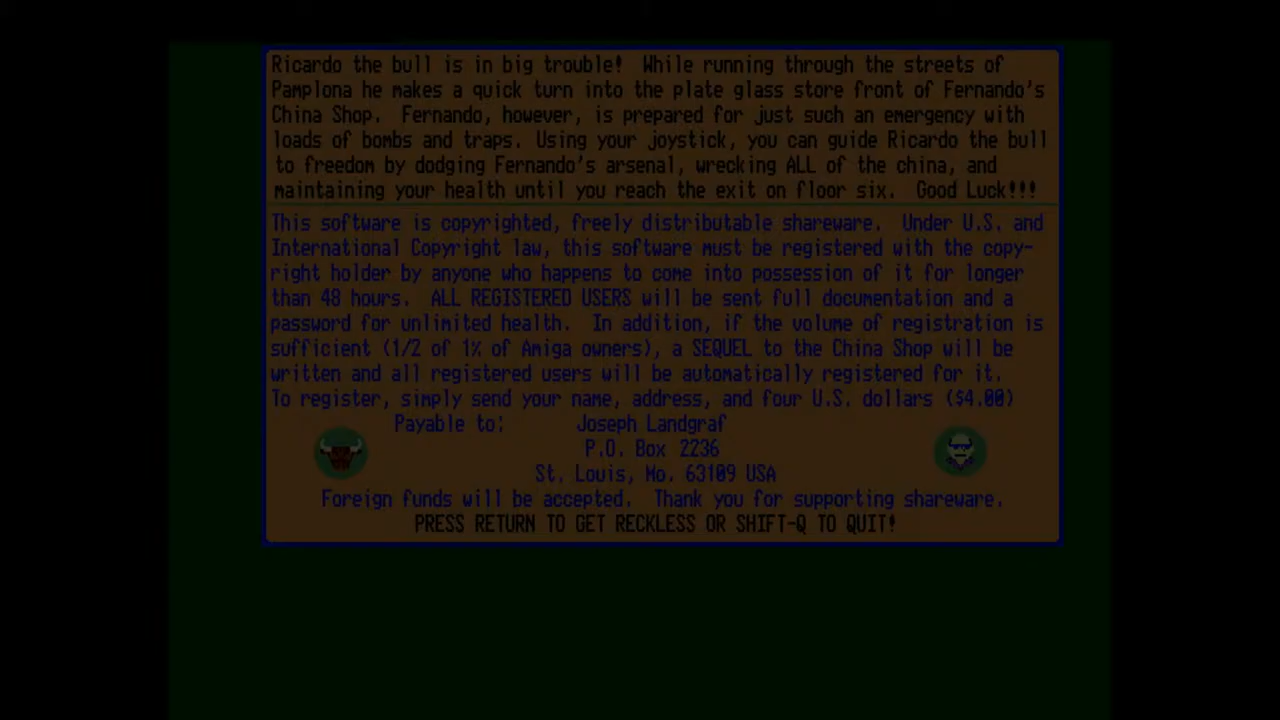 Ricardo the bull is in big trouble!  While running through the streets of
Pamplona he makes a quick turn into the plate glass store front of Fernando's
China Shop.  Fernando, however, is prepared for just such an emergency with
loads of bombs and traps.  Using your joystick, you can guide Ricardo the bull
to freedom by dodging Fernando's arsenal, wrecking ALL of the china, and
maintaining your health until you reach the exit on floor six.  Good Luck!!!
This software is copyrighted, freely distributable shareware.  Under U.S. and
International Copyright law, this software must be registered with the copy-
right holder by anyone who happens to come into possession of it for longer
than 48 hours.  ALL REGISTERED USERS will be sent full documentation and a
password for unlimited health.  In addition, if the volume of registration is
sufficient (1/2 of 1% of Amiga owners), a SEQUEL to the China Shop will be
written and all registered users will be automatically registered for it.
To register, simply send your name, address, and four U.S. dollars ($4.00)
Payable to:       Joseph Landgraf
P.O. Box 2236
St. Louis, Mo. 63109 USA
Foreign funds will be accepted.  Thank you for supporting shareware.
PRESS RETURN TO GET RECKLESS OR SHIFT-Q TO QUIT!